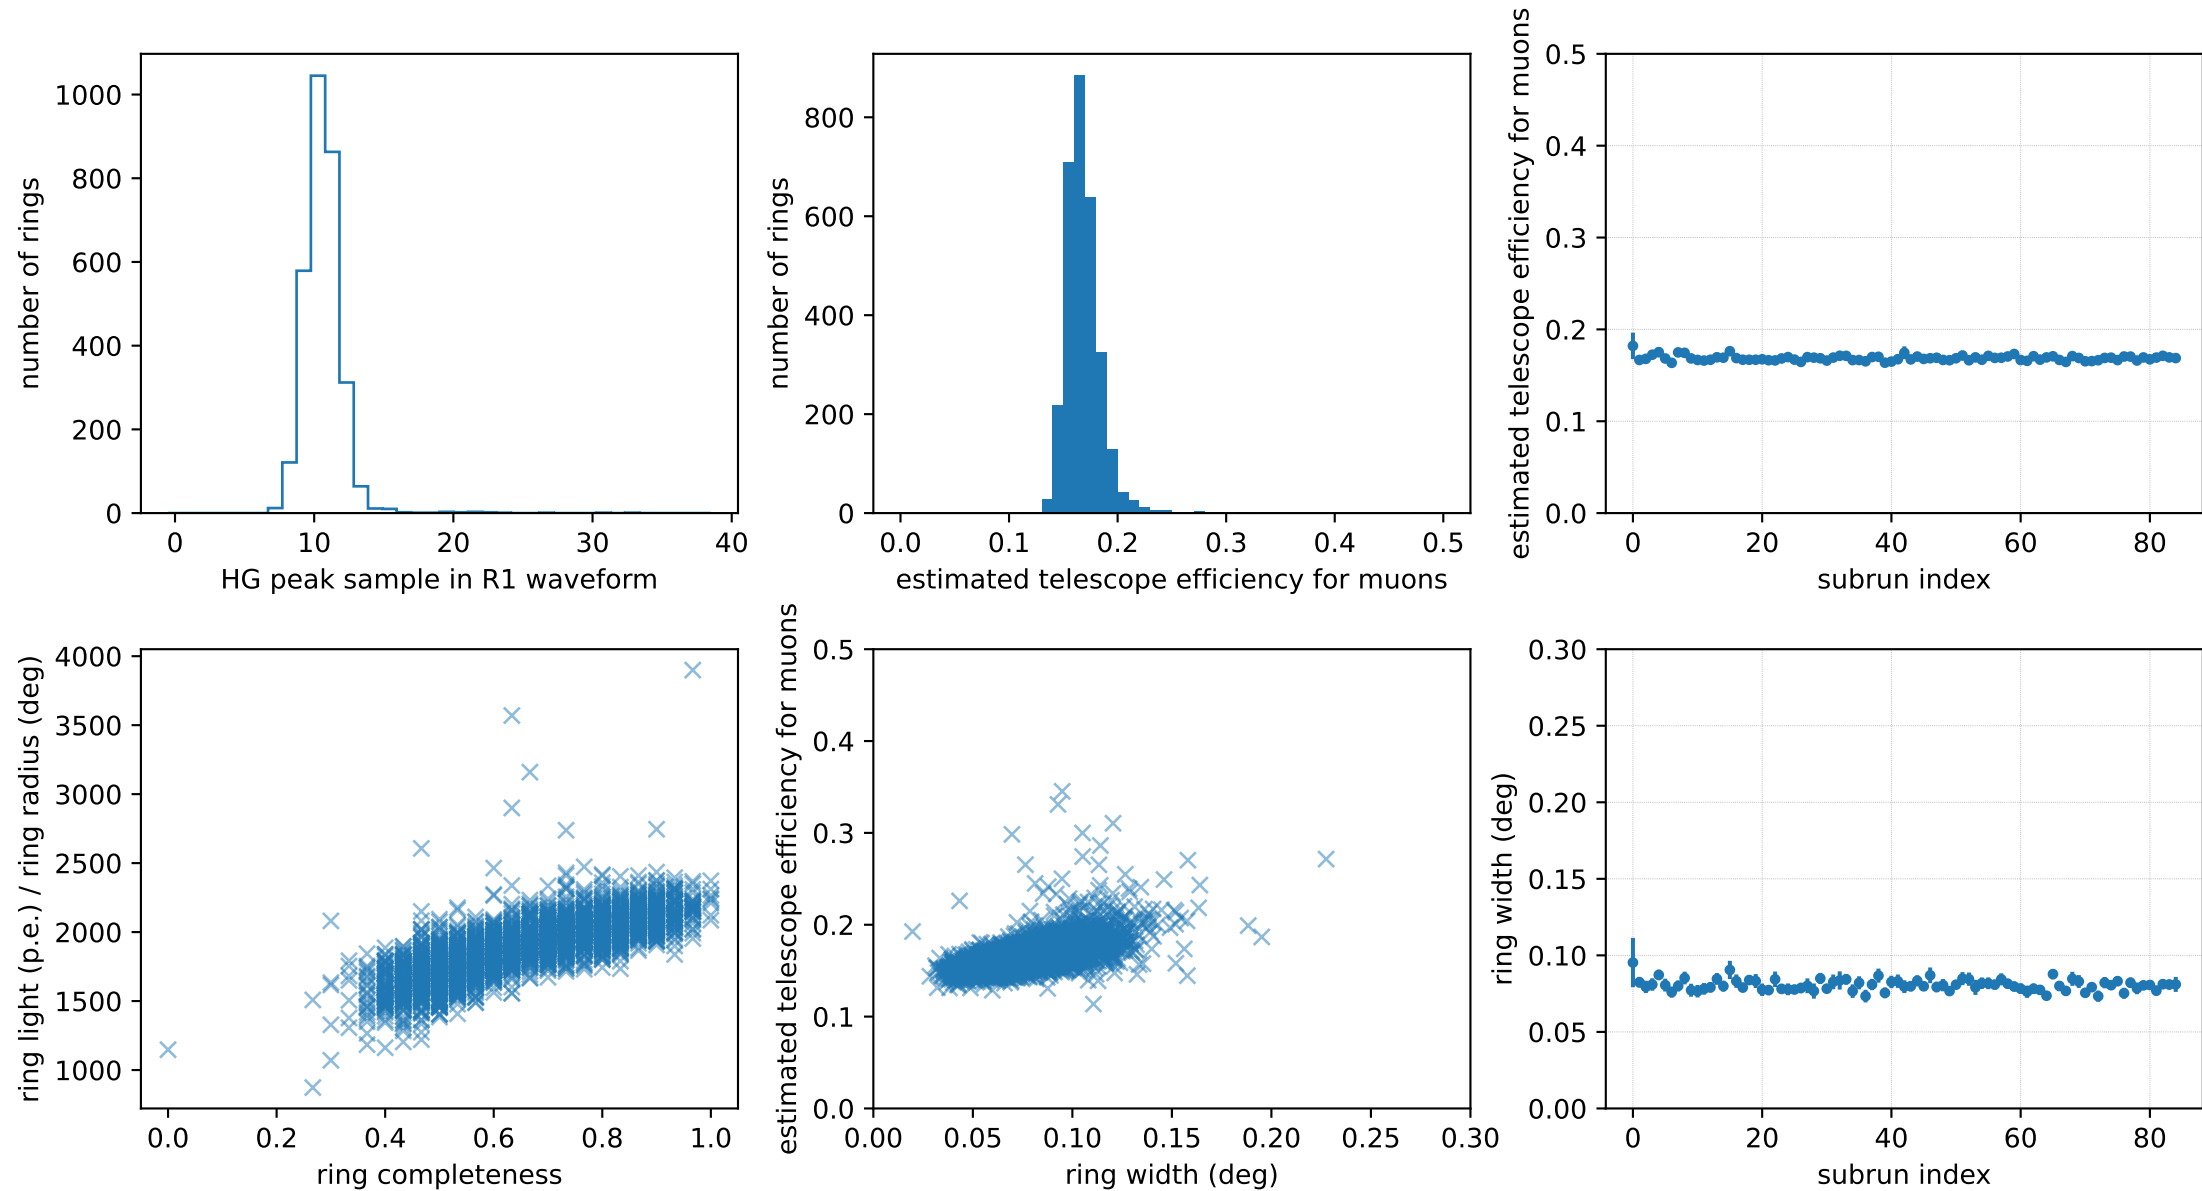 number of rings
1000
800
600
400
200
0
0 10 20 30 40
HG peak sample in R1 waveform
number of rings
800
600
400
200
0
0.0 0.1 0.2 0.3 0.4 0.5
estimated telescope efficiency for muons
estimated telescope efficiency for muons
0.5
0.4
0.3
0.2
0.1
0.0
0 20 40 60 80
subrun index
ring light (p.e.) / ring radius (deg)
4000
3500
3000
2500
2000
1500
1000
0.0 0.2 0.4 0.6 0.8 1.0
ring completeness
estimated telescope efficiency for muons
0.5
0.4
0.3
0.2
0.1
0.0
0.00 0.05 0.10 0.15 0.20 0.25 0.30
ring width (deg)
ring width (deg)
0.30
0.25
0.20
0.15
0.10
0.05
0.00
0 20 40 60 80
subrun index